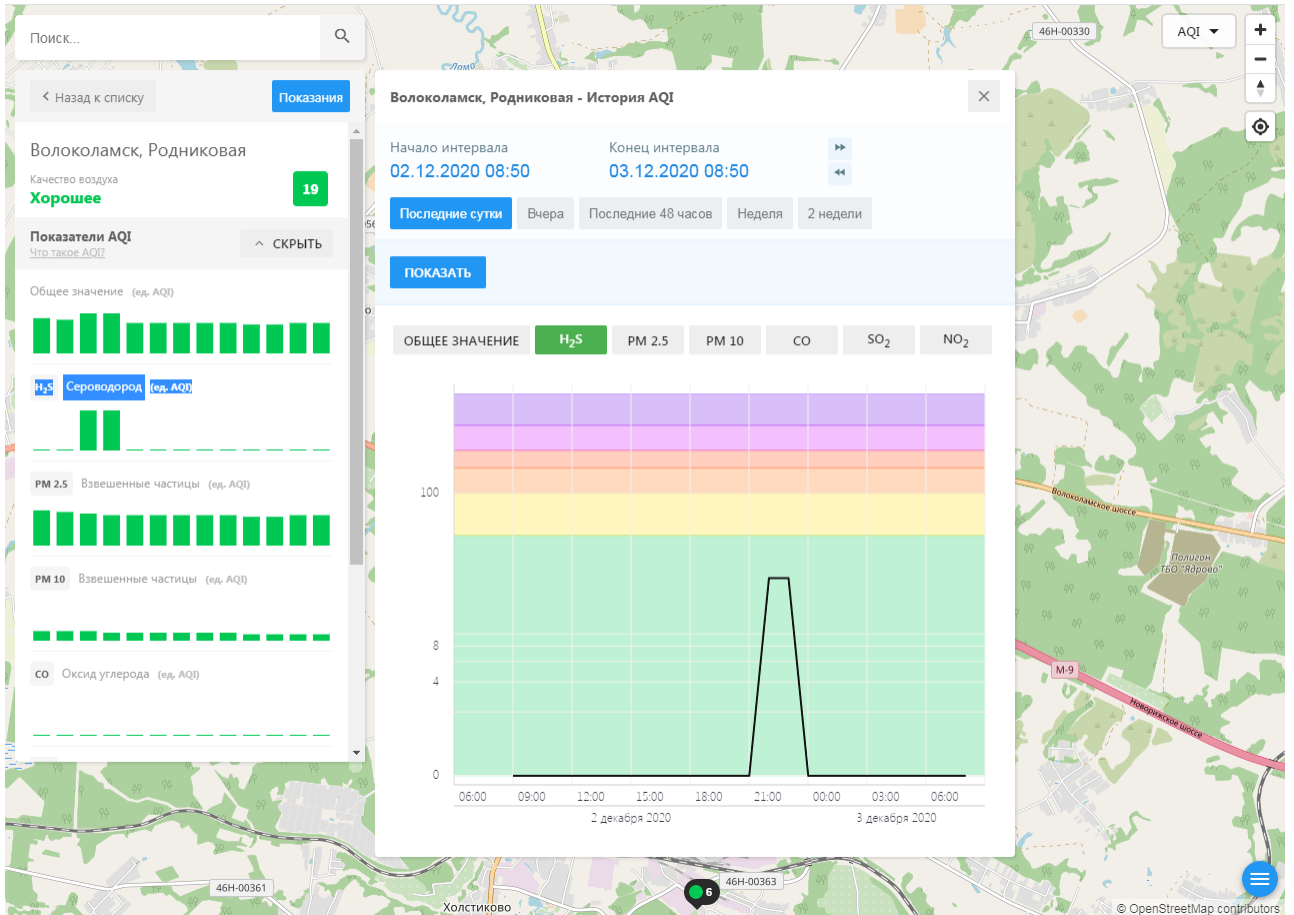 Поиск...
Назад к списку
Показания
Волоколамск, Родниковая
Качество воздуха
Хорошее
19
Показатели AQI
Что такое AQI?
СКРЫТЬ
Общее значение (ед. AQI)
H₂S Сероводород (ед. AQI)
PM 2.5 Взвешенные частицы (ед. AQI)
PM 10 Взвешенные частицы (ед. AQI)
CO Оксид углерода (ед. AQI)
Волоколамск, Родниковая - История AQI
Начало интервала
02.12.2020 08:50
Конец интервала
03.12.2020 08:50
Последние сутки
Вчера
Последние 48 часов
Неделя
2 недели
ПОКАЗАТЬ
ОБЩЕЕ ЗНАЧЕНИЕ
H₂S
PM 2.5
PM 10
CO
SO₂
NO₂
100
8
4
0
06:00 09:00 12:00 15:00 18:00 21:00 00:00 03:00 06:00
2 декабря 2020 3 декабря 2020
Лама
46Н-00330
AQI
Волоколамское шоссе
Полигон
ТБО "Ядрово"
М-9
Новорижское шоссе
46Н-00361
46Н-00363
6
Холстиково
© OpenStreetMap contributors